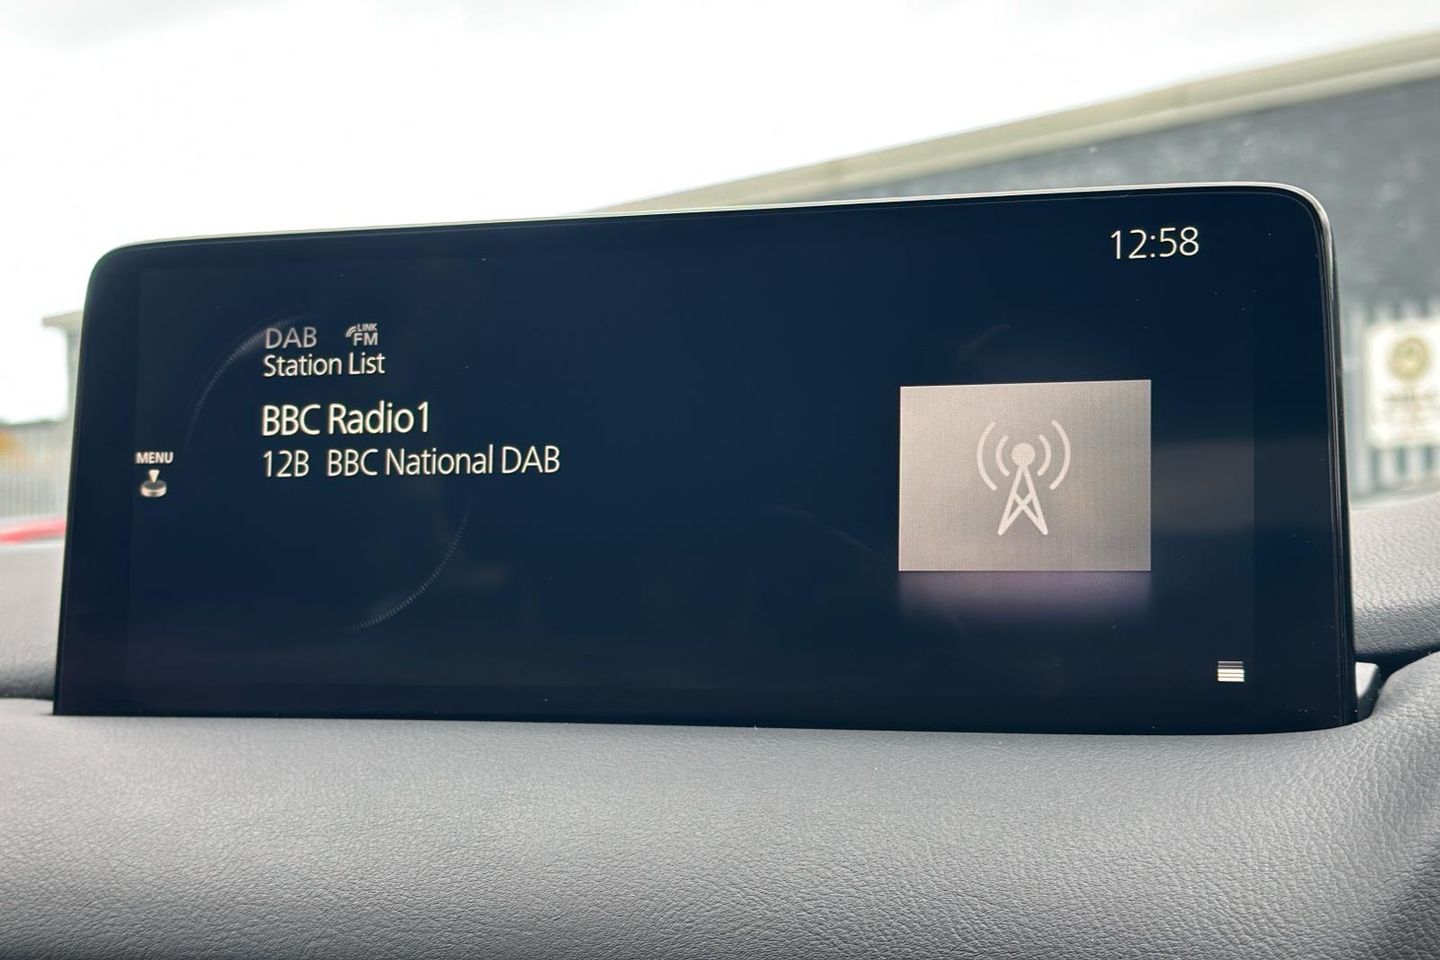 12:58
DAB LINK FM
Station List
BBC Radio1
12B BBC National DAB
MENU